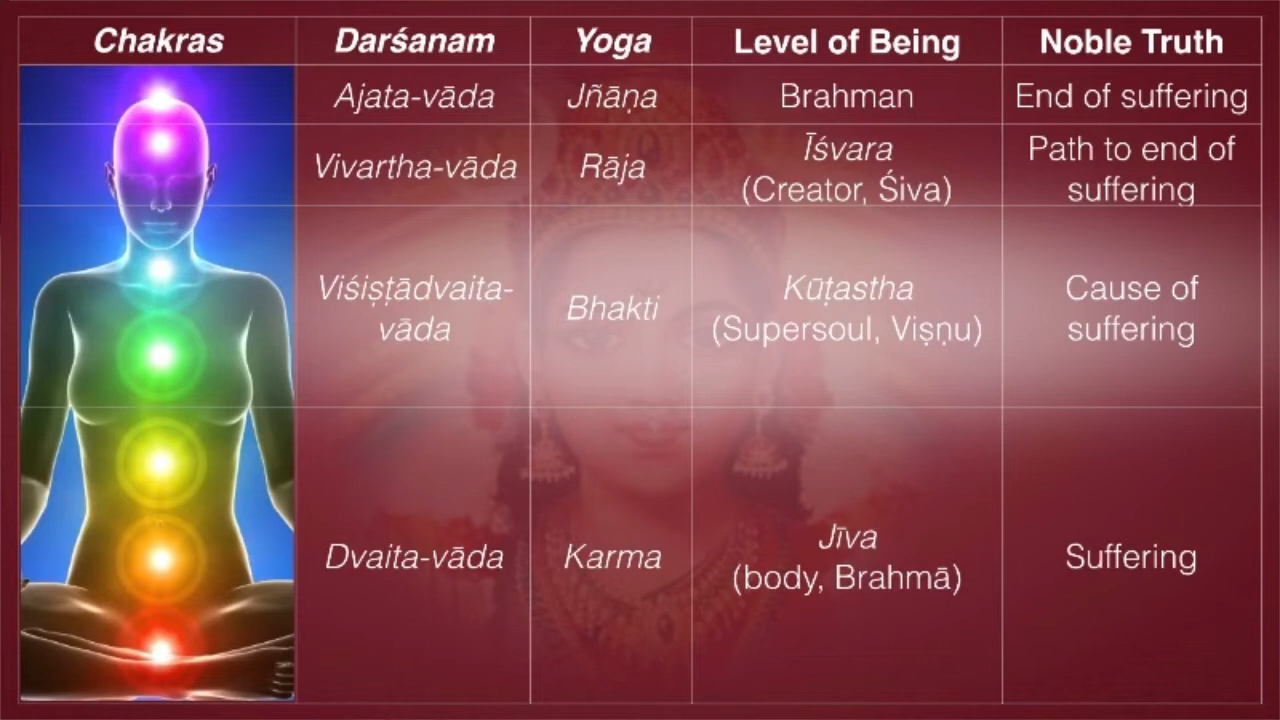 Chakras Darśanam Yoga Level of Being Noble Truth
Ajata-vāda Jñāṇa Brahman End of suffering
Vivartha-vāda Rāja Īśvara
(Creator, Śiva) Path to end of
suffering
Viśiṣṭādvaita-
vāda Bhakti Kūṭastha
(Supersoul, Viṣṇu) Cause of
suffering
Dvaita-vāda Karma Jīva
(body, Brahmā) Suffering